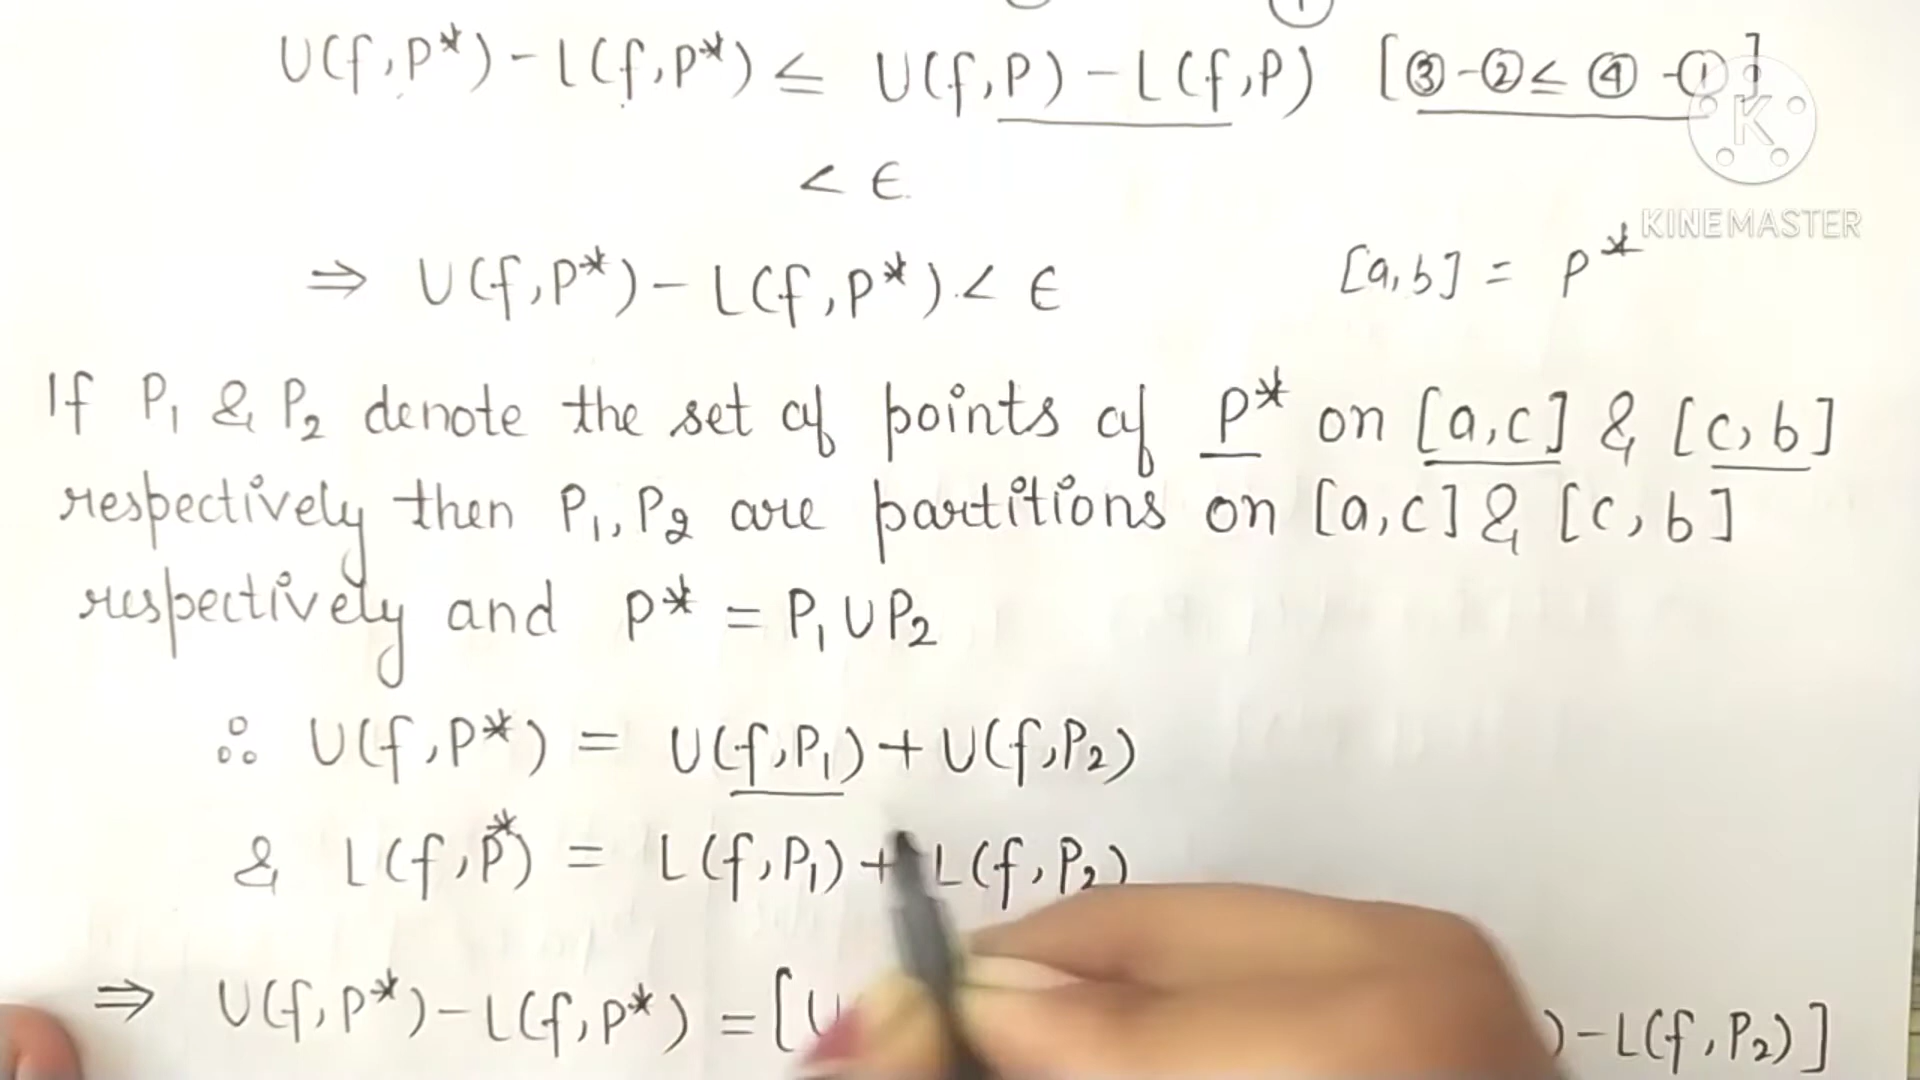 U(f,P*) - L(f,P*) ≤ U(f,P) - L(f,P) [③-②≤ ④-①]
< ϵ
KINEMASTER
⇒ U(f,P*) - L(f,P*) < ϵ
[a,b] = P*
If P₁ & P₂ denote the set of points of P* on [a,c] & [c,b]
respectively then P₁, P₂ are partitions on [a,c] & [c,b]
respectively and P* = P₁ ∪ P₂
∴ U(f,P*) = U(f,P₁) + U(f,P₂)
& L(f,P*) = L(f,P₁) + L(f,P₂)
⇒ U(f,P*) - L(f,P*) = [U ) - L(f,P₂)]